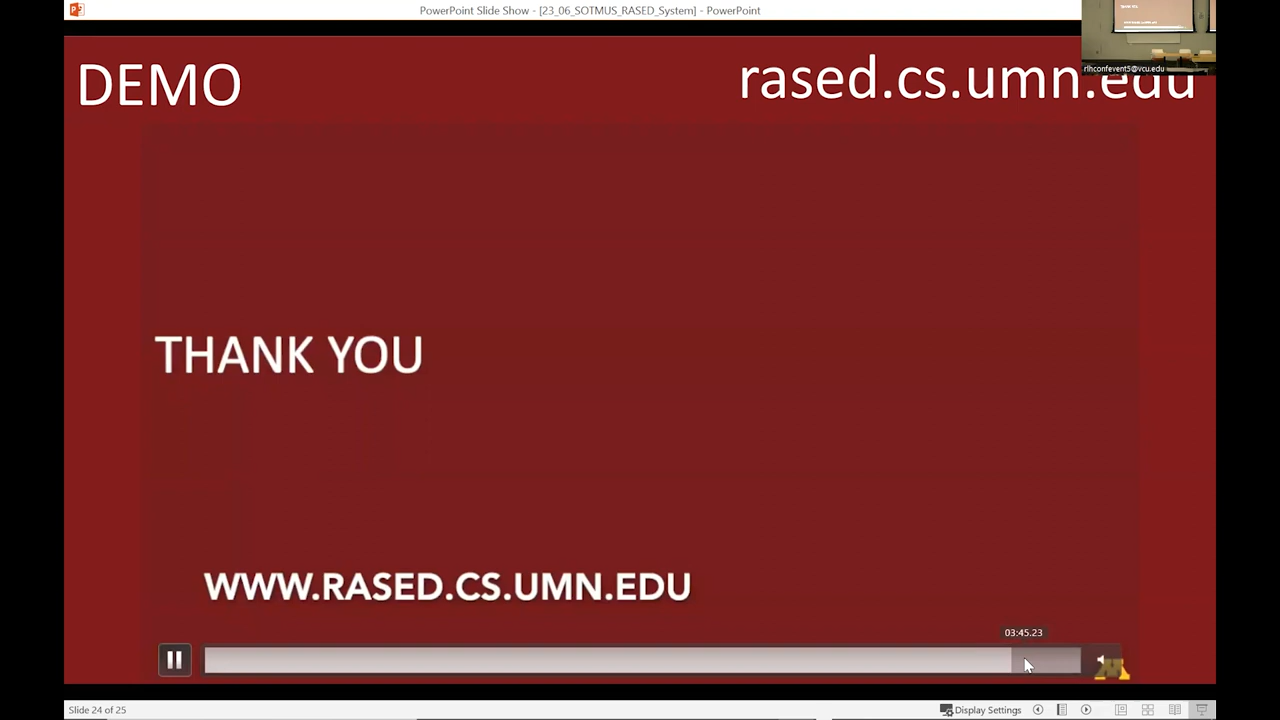 PowerPoint Slide Show - [23_06_SOTMUS_RASED_System] - PowerPoint
DEMO
rased.cs.umn.edu
rlhconfevent5@vcu.edu
THANK YOU
WWW.RASED.CS.UMN.EDU
03:45.23
Slide 24 of 25
Display Settings